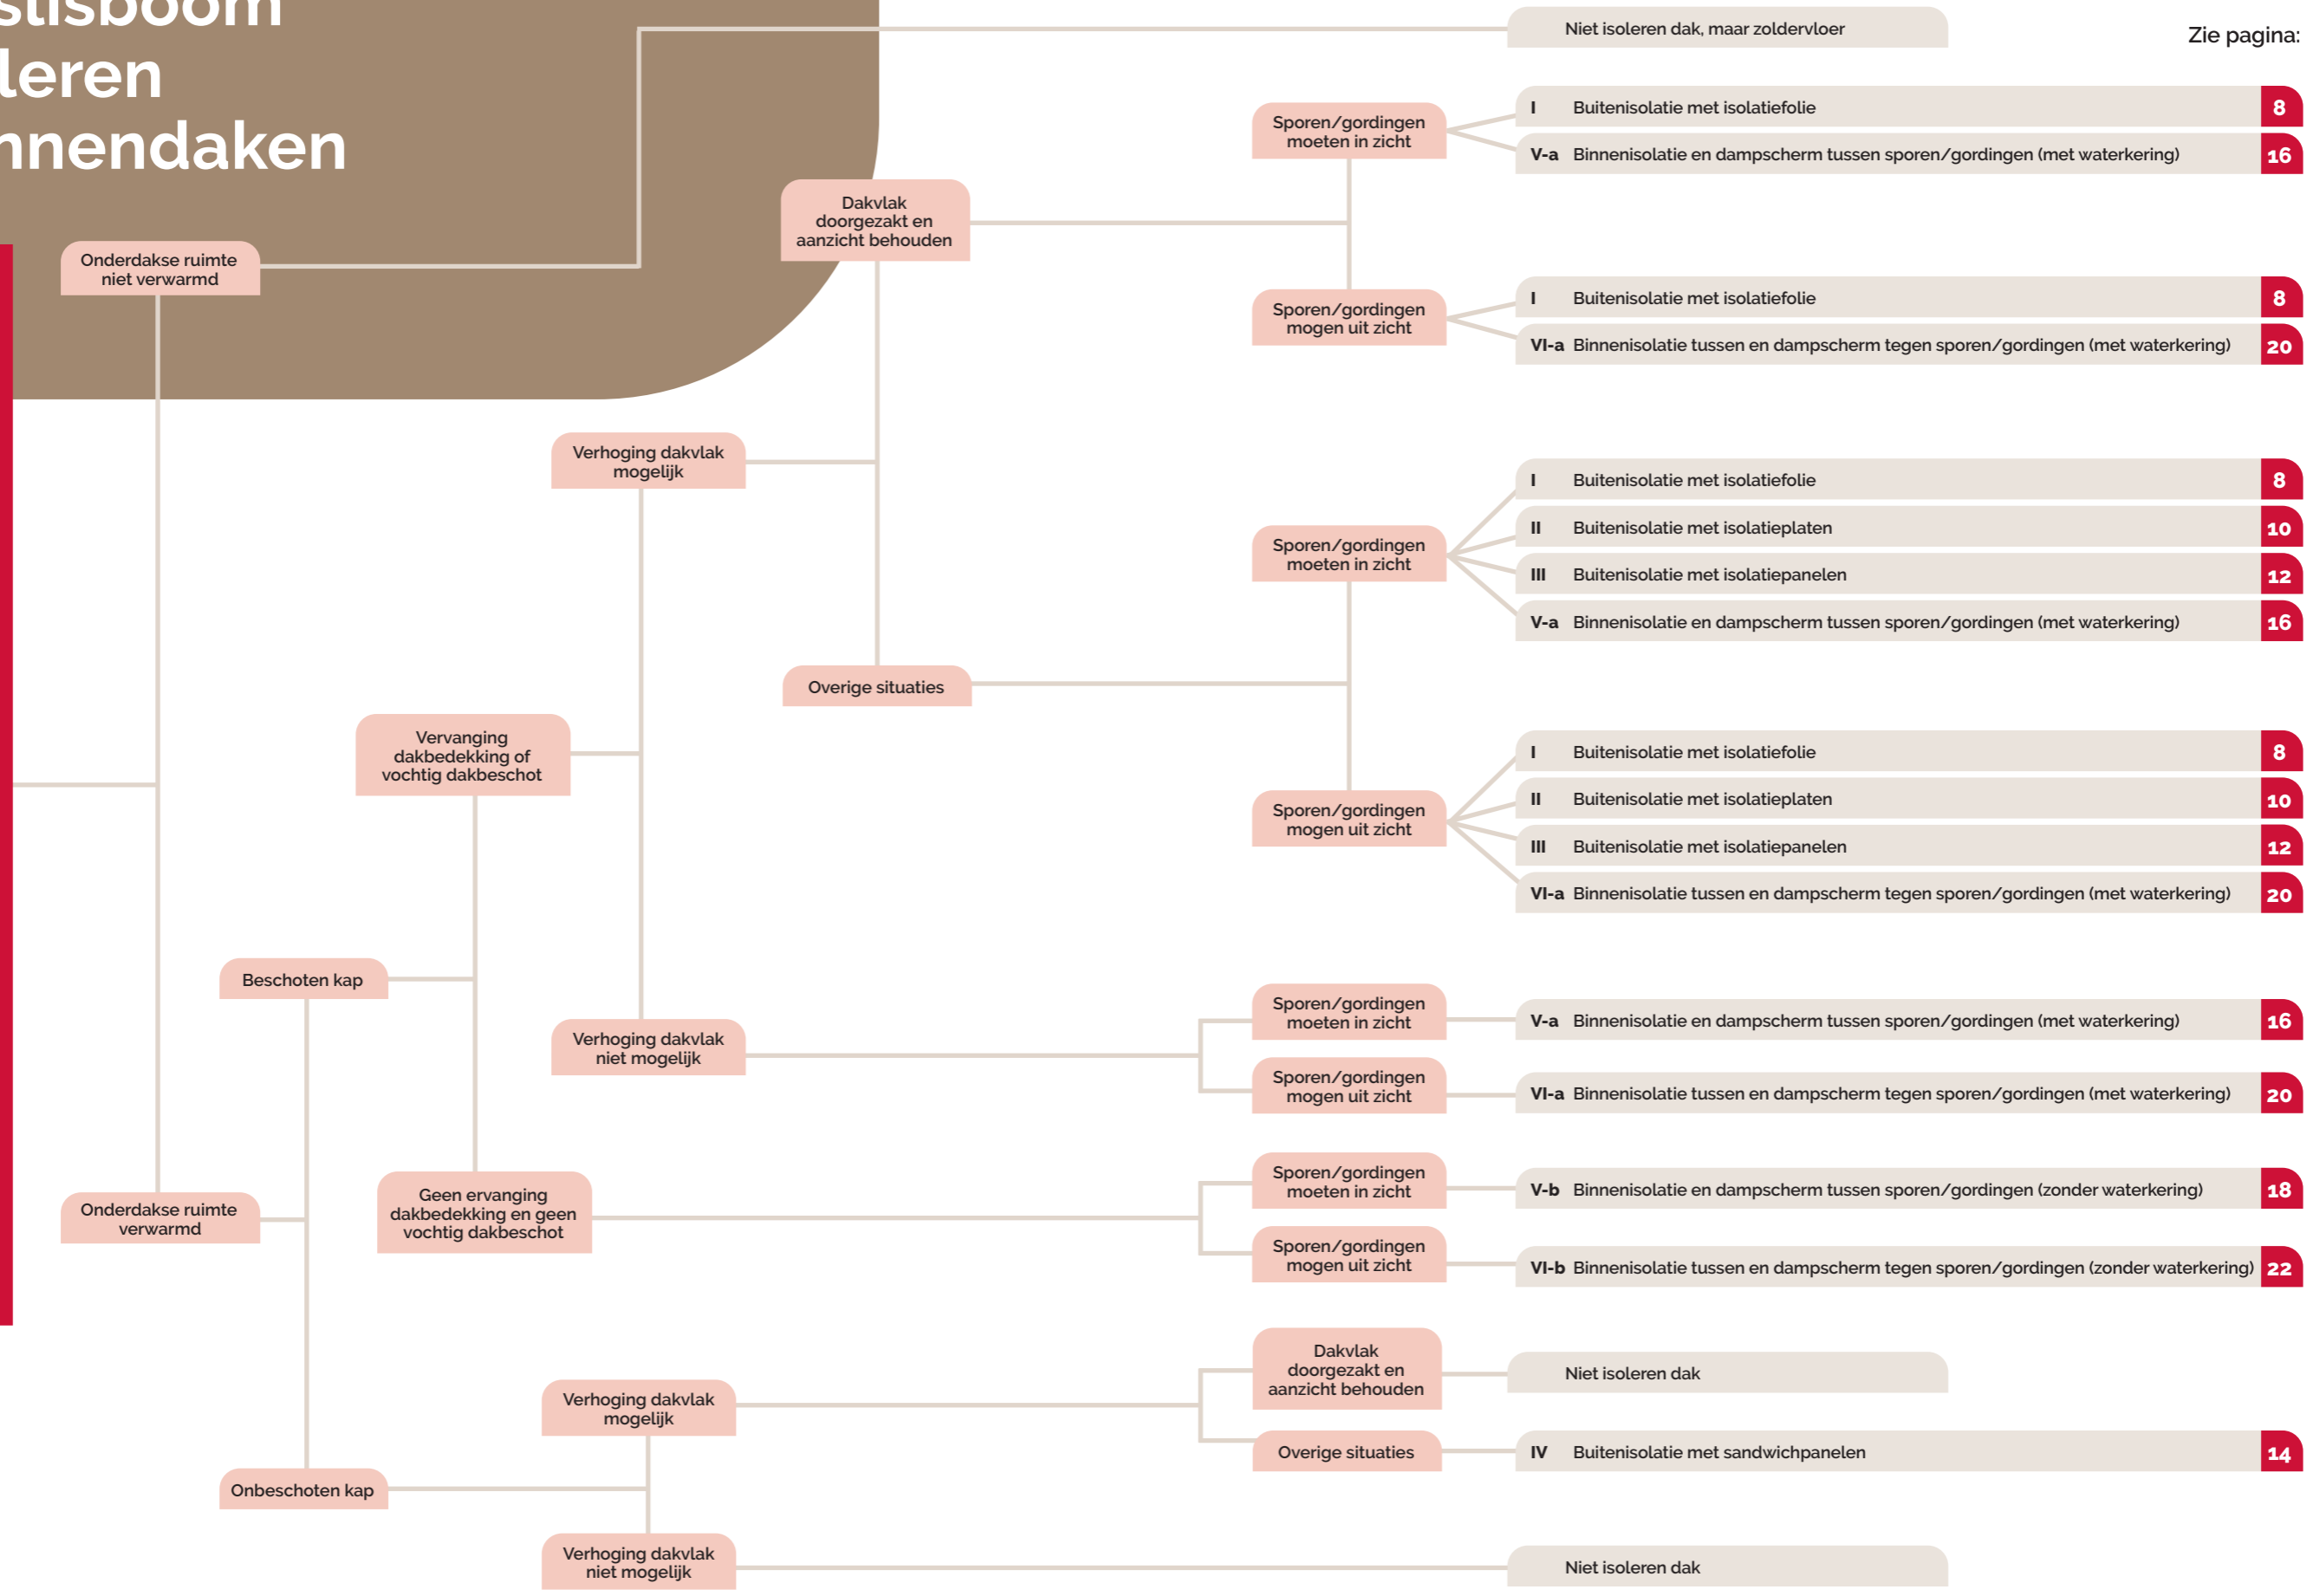 leren
nnendaken
Niet isoleren dak, maar zoldervloer
Zie pagina:
Onderdakse ruimte
niet verwarmd
Dakvlak
doorgezakt en
aanzicht behouden
Sporen/gordingen
moeten in zicht
I Buitenisolatie met isolatiefolie 8
V-a Binnenisolatie en dampscherm tussen sporen/gordingen (met waterkering) 16
Sporen/gordingen
mogen uit zicht
I Buitenisolatie met isolatiefolie 8
VI-a Binnenisolatie tussen en dampscherm tegen sporen/gordingen (met waterkering) 20
Verhoging dakvlak
mogelijk
Sporen/gordingen
moeten in zicht
I Buitenisolatie met isolatiefolie 8
II Buitenisolatie met isolatieplaten 10
III Buitenisolatie met isolatiepanelen 12
V-a Binnenisolatie en dampscherm tussen sporen/gordingen (met waterkering) 16
Overige situaties
Vervanging
dakbedekking of
vochtig dakbeschot
Sporen/gordingen
mogen uit zicht
I Buitenisolatie met isolatiefolie 8
II Buitenisolatie met isolatieplaten 10
III Buitenisolatie met isolatiepanelen 12
VI-a Binnenisolatie tussen en dampscherm tegen sporen/gordingen (met waterkering) 20
Beschoten kap
Verhoging dakvlak
niet mogelijk
Sporen/gordingen
moeten in zicht
V-a Binnenisolatie en dampscherm tussen sporen/gordingen (met waterkering) 16
Sporen/gordingen
mogen uit zicht
VI-a Binnenisolatie tussen en dampscherm tegen sporen/gordingen (met waterkering) 20
Onderdakse ruimte
verwarmd
Geen ervanging
dakbedekking en geen
vochtig dakbeschot
Sporen/gordingen
moeten in zicht
V-b Binnenisolatie en dampscherm tussen sporen/gordingen (zonder waterkering) 18
Sporen/gordingen
mogen uit zicht
VI-b Binnenisolatie tussen en dampscherm tegen sporen/gordingen (zonder waterkering) 22
Verhoging dakvlak
mogelijk
Dakvlak
doorgezakt en
aanzicht behouden
Niet isoleren dak
Overige situaties
IV Buitenisolatie met sandwichpanelen 14
Onbeschoten kap
Verhoging dakvlak
niet mogelijk
Niet isoleren dak